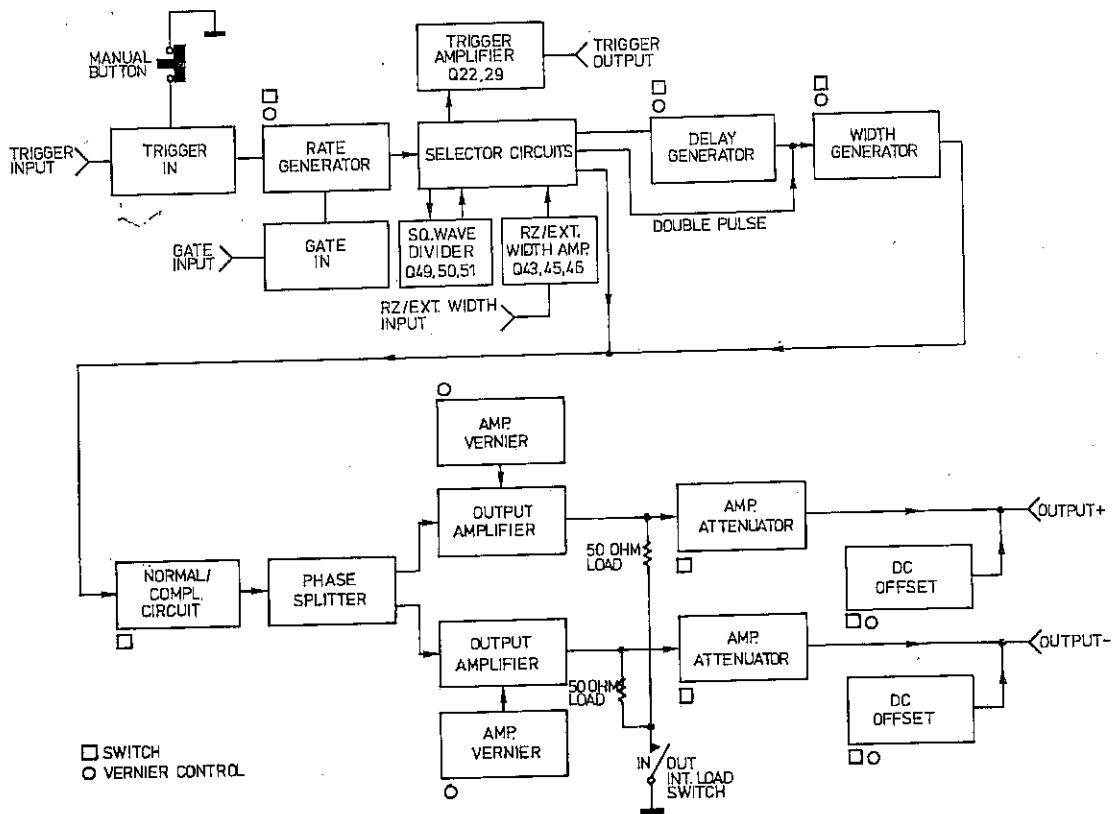 MANUAL
BUTTON
TRIGGER
AMPLIFIER
Q22,29
TRIGGER
OUTPUT
TRIGGER
INPUT
TRIGGER
IN
RATE
GENERATOR
SELECTOR CIRCUITS
DELAY
GENERATOR
WIDTH
GENERATOR
DOUBLE PULSE
GATE
INPUT
GATE
IN
SQ.WAVE
DIVIDER
Q49,50,51
RZ/EXT.
WIDTH AMP.
Q43,45,46
RZ/EXT. WIDTH
INPUT
AMP.
VERNIER
OUTPUT
AMPLIFIER
50 OHM
LOAD
AMP.
ATTENUATOR
OUTPUT+
DC
OFFSET
NORMAL/
COMPL.
CIRCUIT
PHASE
SPLITTER
OUTPUT
AMPLIFIER
50 OHM
LOAD
AMP.
ATTENUATOR
OUTPUT-
DC
OFFSET
AMP.
VERNIER
IN OUT
INT. LOAD
SWITCH
SWITCH
VERNIER CONTROL